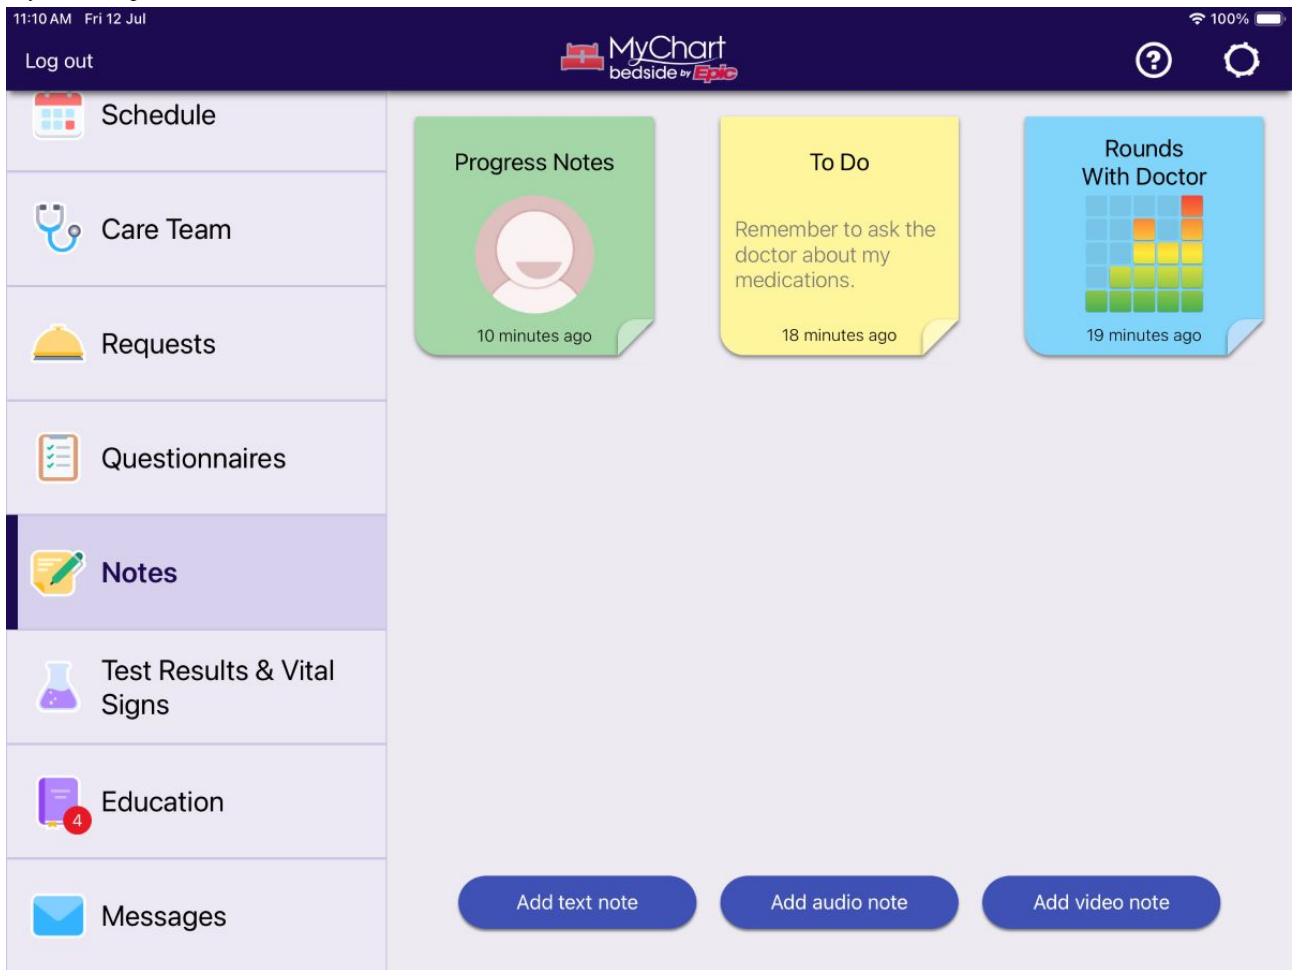 11:10 AM Fri 12 Jul
100%
Log out
MyChart
bedside by Epic
?
Schedule
Care Team
Requests
Questionnaires
Notes
Test Results & Vital
Signs
Education
4
Messages
Progress Notes
10 minutes ago
To Do
Remember to ask the
doctor about my
medications.
18 minutes ago
Rounds
With Doctor
19 minutes ago
Add text note
Add audio note
Add video note